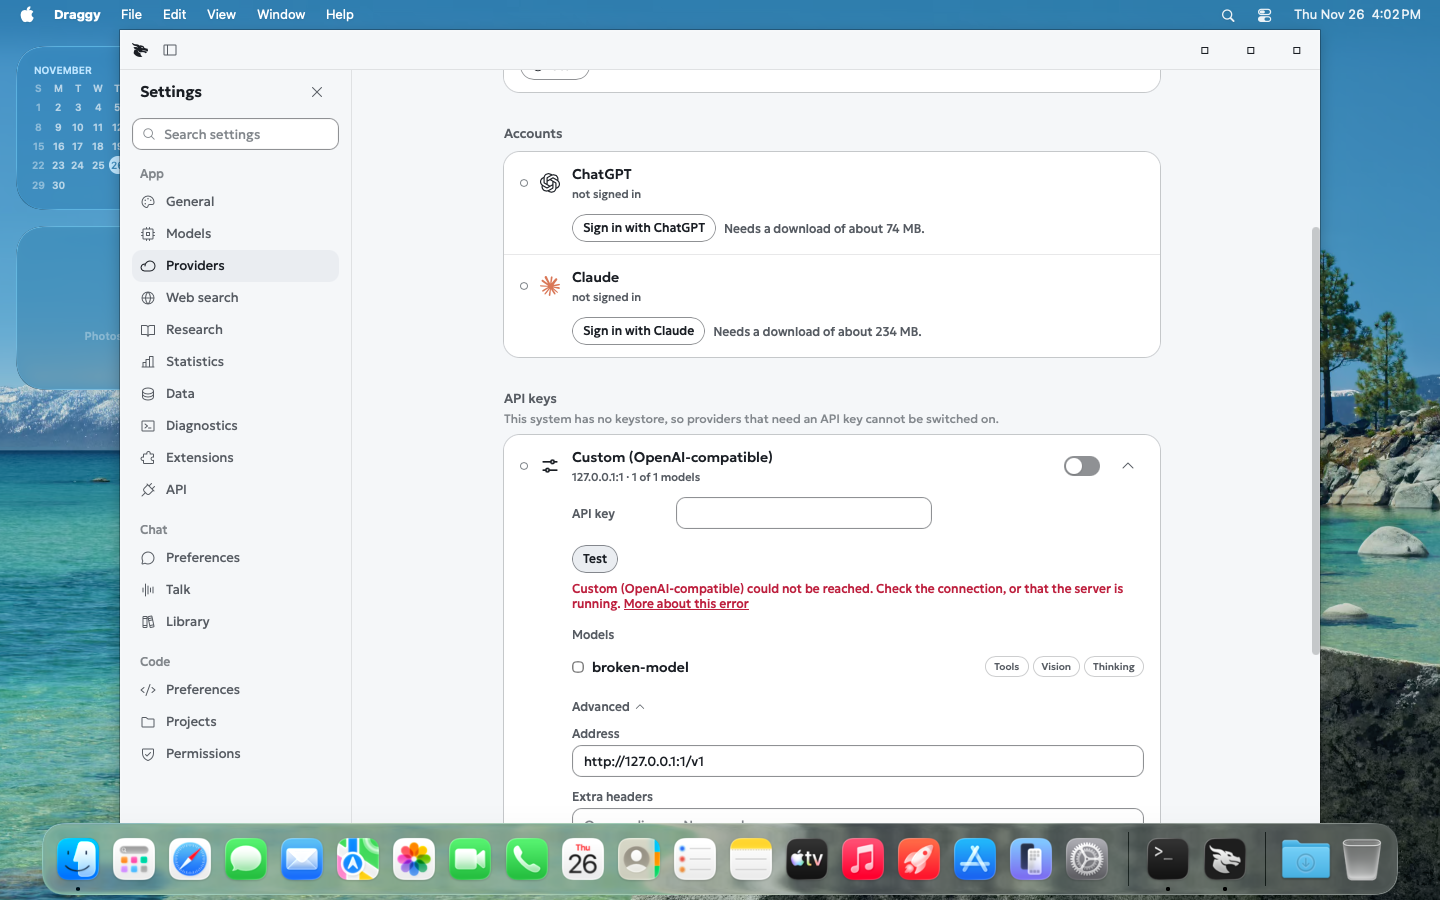 Draggy File Edit View Window Help
Thu Nov 26 4:02 PM
NOVEMBER
S M T W T
1 2 3 4 5
8 9 10 11 12
15 16 17 18 19
22 23 24 25 26
29 30
Photos
Settings
Search settings
App
General
Models
Providers
Web search
Research
Statistics
Data
Diagnostics
Extensions
API
Chat
Preferences
Talk
Library
Code
Preferences
Projects
Permissions
Accounts
ChatGPT
not signed in
Sign in with ChatGPT Needs a download of about 74 MB.
Claude
not signed in
Sign in with Claude Needs a download of about 234 MB.
API keys
This system has no keystore, so providers that need an API key cannot be switched on.
Custom (OpenAI-compatible)
127.0.0.1:1 · 1 of 1 models
API key
Test
Custom (OpenAI-compatible) could not be reached. Check the connection, or that the server is
running. More about this error
Models
broken-model Tools Vision Thinking
Advanced
Address
http://127.0.0.1:1/v1
Extra headers
Thu
26
tv